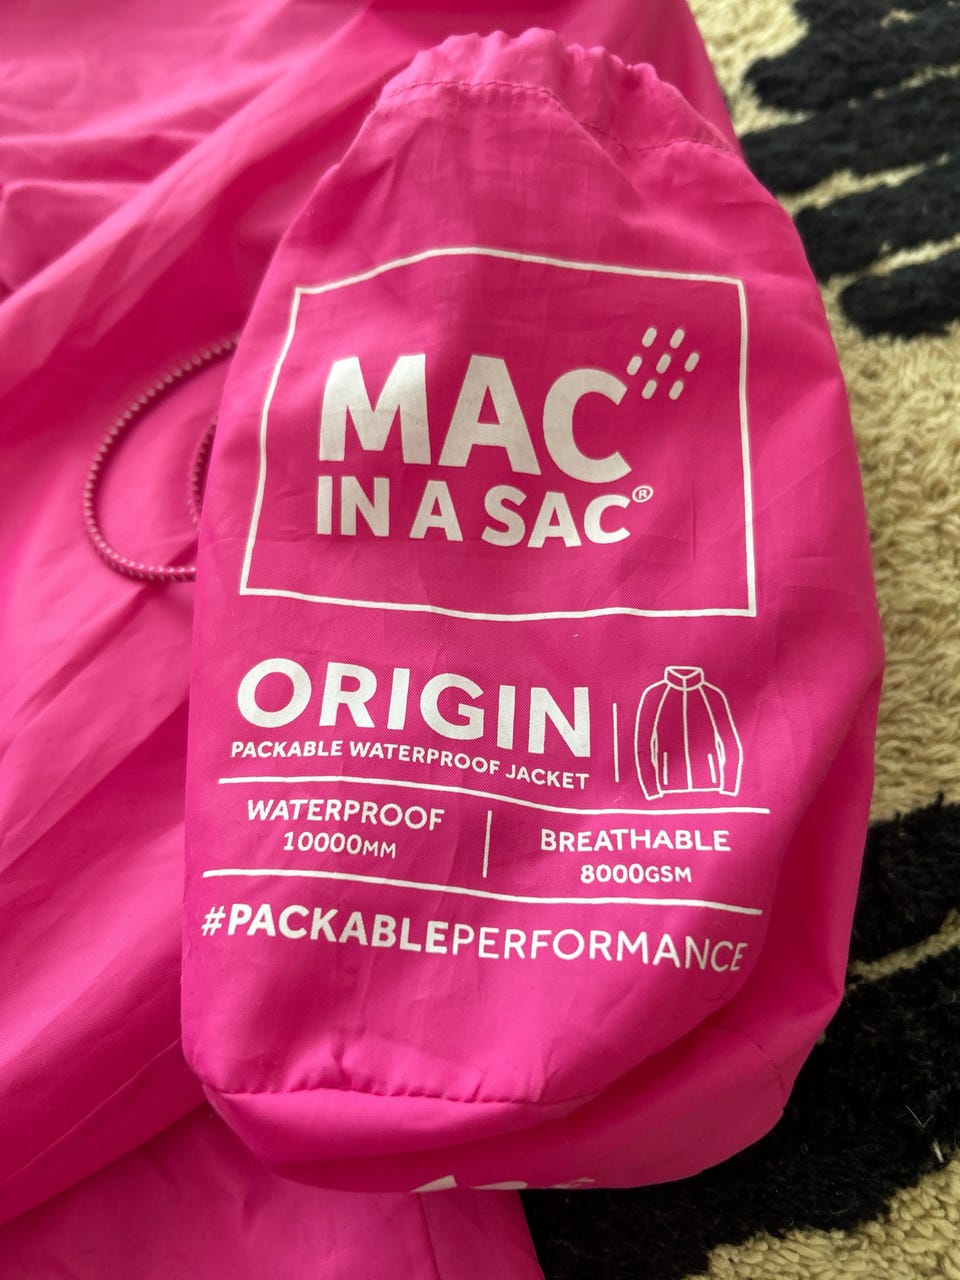 MAC
IN A SAC®
ORIGIN
PACKABLE WATERPROOF JACKET
WATERPROOF
10000MM
BREATHABLE
8000GSM
#PACKABLEPERFORMANCE